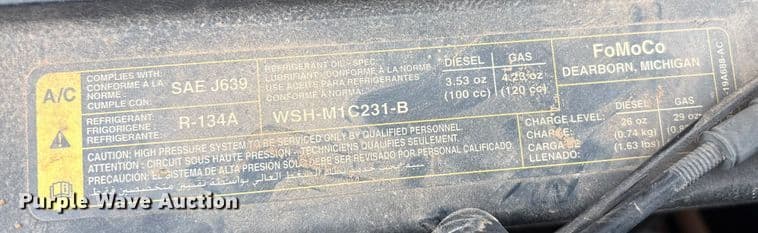 A/C
COMPLIES WITH:
CONFORME A LA
NORME -
CUMPLE CON:
SAE J639
REFRIGERANT:
FRIGORIGENE
REFRIGERANTE:
R-134A
REFRIGERANT OIL - SPEC
LUBRIFIANT - CONFORME A LA NORME
USE ACEITE PARA REFRIGERANTES
CONFORME A
WSH-M1C231-B
DIESEL GAS
3.53 oz 4.23 oz
(100 cc) (120 cc)
FoMoCo
DEARBORN, MICHIGAN
19A688-AC
DIESEL GAS
CHARGE LEVEL: 26 oz 29 oz
CHARGE: (0.74 kg)
CARGA DE (1.63 lbs)
LLENADO:
CAUTION: HIGH PRESSURE SYSTEM TO BE SERVICED ONLY BY QUALIFIED PERSONNEL.
ATTENTION - CIRCUIT SOUS HAUTE PRESSION - TECHNICIENS QUALIFIES SEULEMENT.
PRECAUCION: EL SISTEMA DE ALTA PRESION SOLO DEBE SER REVISADO POR PERSONAL CALIFICADO.
Purple Wave Auction